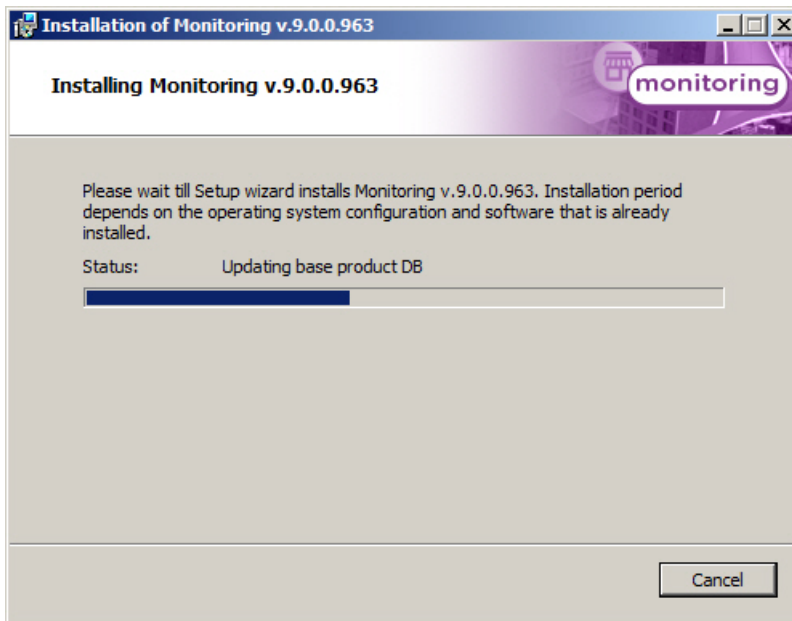 Installation of Monitoring v.9.0.0.963
Installing Monitoring v.9.0.0.963
monitoring
Please wait till Setup wizard installs Monitoring v.9.0.0.963. Installation period
depends on the operating system configuration and software that is already
installed.
Status: Updating base product DB
Cancel